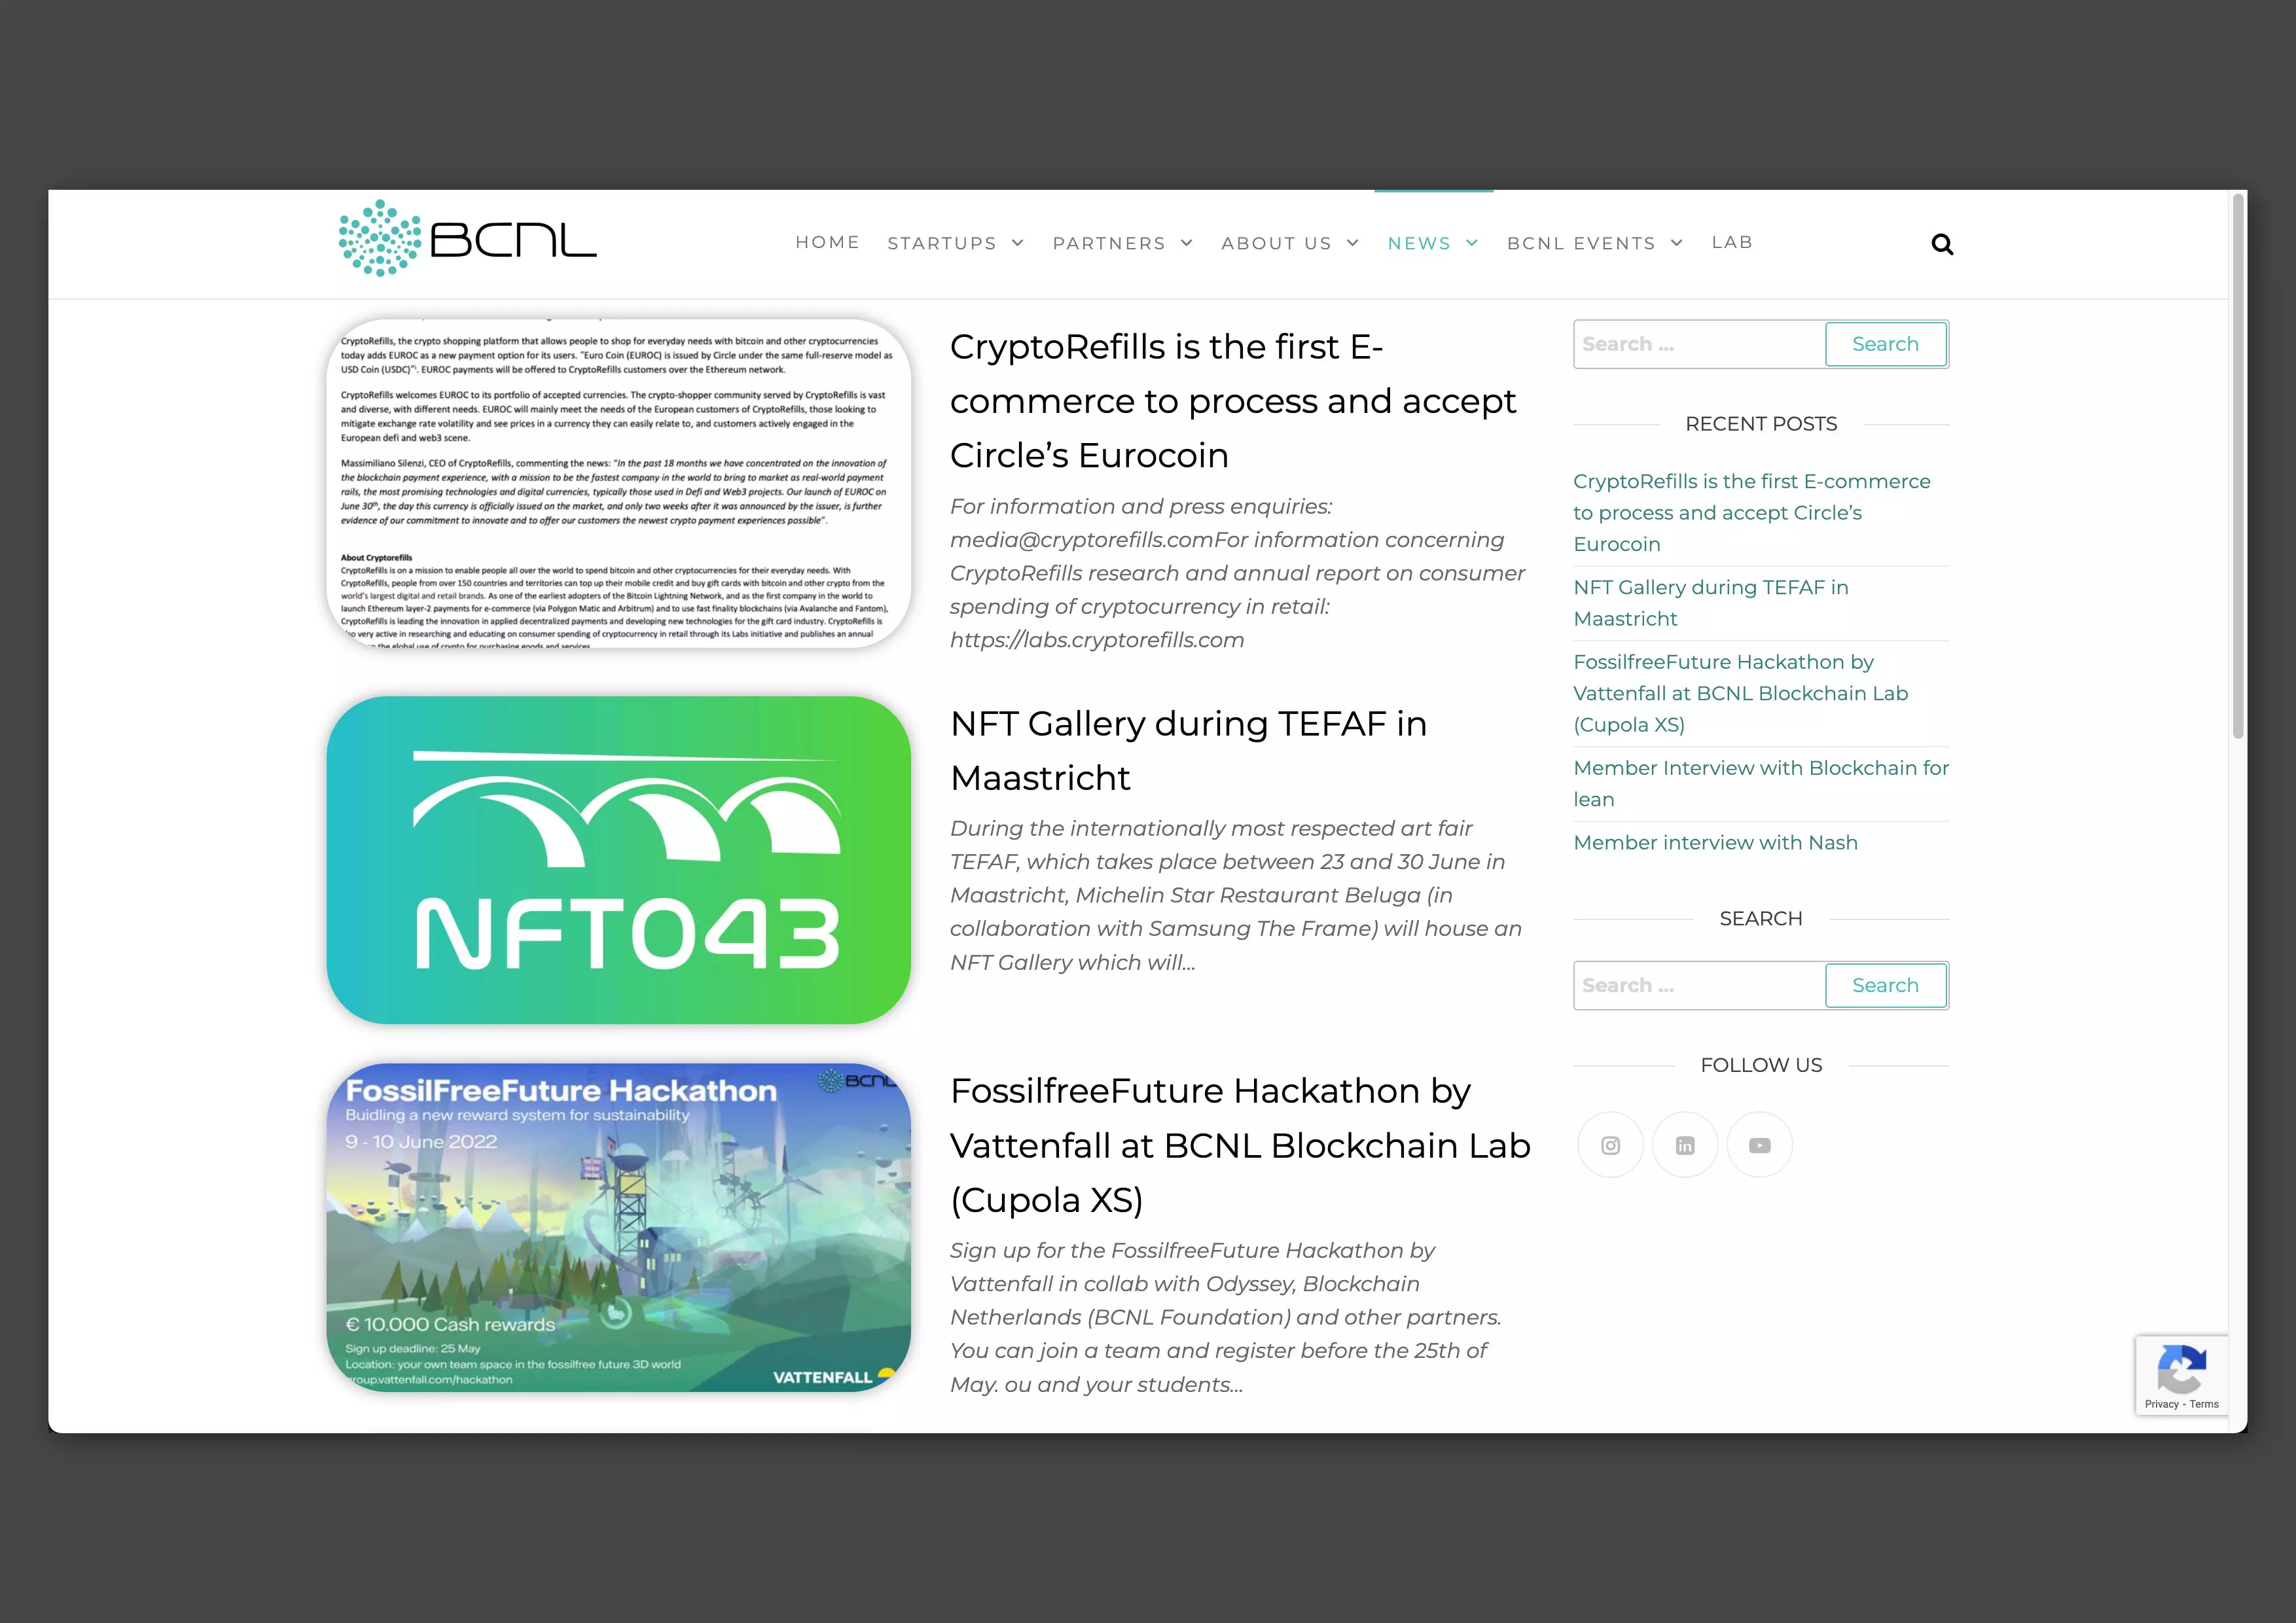 BCNL
HOME
STARTUPS
PARTNERS
ABOUT US
NEWS
BCNL EVENTS
LAB
CryptoRefills, the crypto shopping platform that allows people to shop for everyday needs with bitcoin and other cryptocurrencies
today adds EUROC as a new payment option for its users. "Euro Coin (EUROC) is issued by Circle under the same full-reserve model as
USD Coin (USDC)"¹. EUROC payments will be offered to CryptoRefills customers over the Ethereum network.
CryptoRefills welcomes EUROC to its portfolio of accepted currencies. The crypto-shopper community served by CryptoRefills is vast
and diverse, with different needs. EUROC will mainly meet the needs of the European customers of CryptoRefills, those looking to
mitigate exchange rate volatility and see prices in a currency they can easily relate to, and customers actively engaged in the
European defi and web3 scene.
Massimiliano Silenzi, CEO of CryptoRefills, commenting the news: "In the past 18 months we have concentrated on the innovation of
the blockchain payment experience, with a mission to be the fastest company in the world to bring to market as real-world payment
rails, the most promising technologies and digital currencies, typically those used in Defi and Web3 projects. Our launch of EUROC on
June 30th, the day this currency is officially issued on the market, and only two weeks after it was announced by the issuer, is further
evidence of our commitment to innovate and to offer our customers the newest crypto payment experiences possible".
About Cryptorefills
CryptoRefills is on a mission to enable people all over the world to spend bitcoin and other cryptocurrencies for their everyday needs. With
CryptoRefills, people from over 150 countries and territories can top up their mobile credit and buy gift cards with bitcoin and other crypto from the
world's largest digital and retail brands. As one of the earliest adopters of the Bitcoin Lightning Network, and as the first company in the world to
launch Ethereum layer-2 payments for e-commerce (via Polygon Matic and Arbitrum) and to use fast finality blockchains (via Avalanche and Fantom),
CryptoRefills is leading the innovation in applied decentralized payments and developing new technologies for the gift card industry. CryptoRefills is
very active in researching and educating on consumer spending of cryptocurrency in retail through its Labs initiative and publishes an annual
the global use of crypto for purchasing goods and services
CryptoRefills is the first E-
commerce to process and accept
Circle’s Eurocoin
For information and press enquiries:
media@cryptorefills.comFor information concerning
CryptoRefills research and annual report on consumer
spending of cryptocurrency in retail:
https://labs.cryptorefills.com
NFT043
NFT Gallery during TEFAF in
Maastricht
During the internationally most respected art fair
TEFAF, which takes place between 23 and 30 June in
Maastricht, Michelin Star Restaurant Beluga (in
collaboration with Samsung The Frame) will house an
NFT Gallery which will...
FossilFreeFuture Hackathon
BCNL
Buidling a new reward system for sustainability
9 - 10 June 2022
€ 10.000 Cash rewards
Sign up deadline: 25 May
Location: your own team space in the fossilfree future 3D world
group.vattenfall.com/hackathon
VATTENFALL
FossilfreeFuture Hackathon by
Vattenfall at BCNL Blockchain Lab
(Cupola XS)
Sign up for the FossilfreeFuture Hackathon by
Vattenfall in collab with Odyssey, Blockchain
Netherlands (BCNL Foundation) and other partners.
You can join a team and register before the 25th of
May. ou and your students...
Search ...
Search
RECENT POSTS
CryptoRefills is the first E-commerce
to process and accept Circle’s
Eurocoin
NFT Gallery during TEFAF in
Maastricht
FossilfreeFuture Hackathon by
Vattenfall at BCNL Blockchain Lab
(Cupola XS)
Member Interview with Blockchain for
lean
Member interview with Nash
SEARCH
Search ...
Search
FOLLOW US
Privacy - Terms